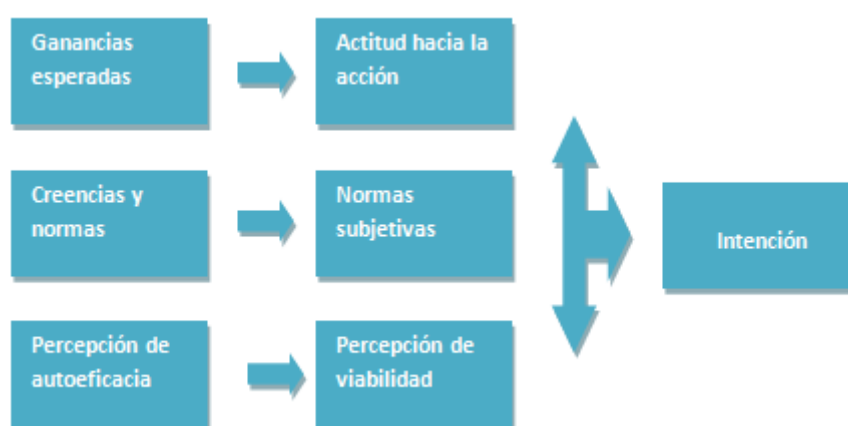 Ganancias
esperadas
Actitud hacia la
acción
Creencias y
normas
Normas
subjetivas
Intención
Percepción de
autoeficacia
Percepción de
viabilidad